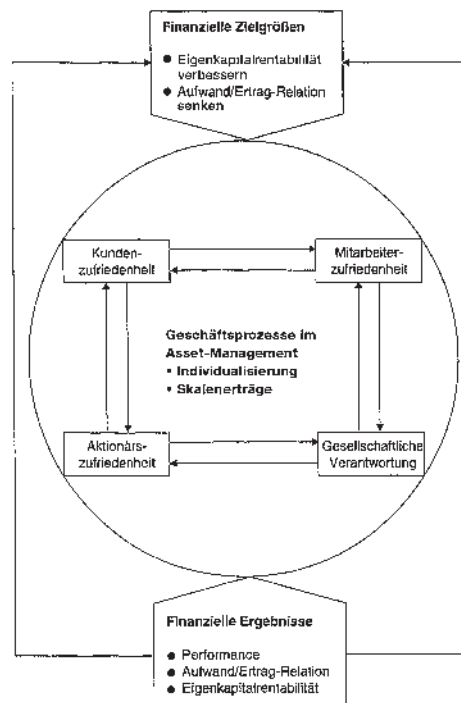 Finanzielle Zielgrößen
● Eigenkapitalrentabilität
verbessern
● Aufwand/Ertrag-Relation
senken
Kunden-
zufriedenheit
Mitarbeiter-
zufriedenheit
Geschäftsprozesse im
Asset-Management
• Individualisierung
• Skalenerträge
Aktionärs-
zufriedenheit
Gesellschaftliche
Verantwortung
Finanzielle Ergebnisse
● Performance
● Aufwand/Ertrag-Relation
● Eigenkapitalrentabilität